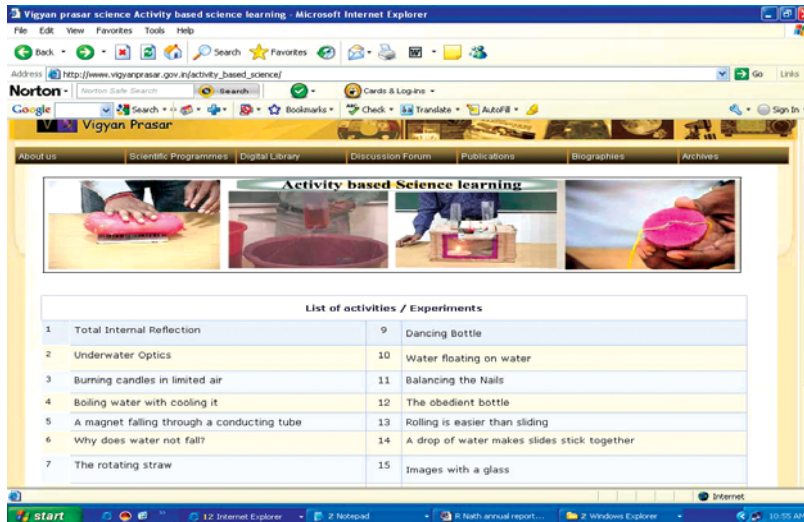 Vigyan prasar science Activity based science learning - Microsoft Internet Explorer
File Edit View Favorites Tools Help
Back Search Favorites
Address http://www.vigyanprasar.gov.in/activity_based_science/ Go Links
Norton Norton Safe Search Search Cards & Log-ins
Google Search Bookmarks Check Translate AutoFill Sign In
Vigyan Prasar
About us Scientific Programmes Digital Library Discussion Forum Publications Biographies Archives
Activity based Science learning
List of activities / Experiments
1 Total Internal Reflection 9 Dancing Bottle
2 Underwater Optics 10 Water floating on water
3 Burning candles in limited air 11 Balancing the Nails
4 Boiling water with cooling it 12 The obedient bottle
5 A magnet falling through a conducting tube 13 Rolling is easier than sliding
6 Why does water not fall? 14 A drop of water makes slides stick together
7 The rotating straw 15 Images with a glass
Internet
start 12 Internet Explorer 2 Notepad R Nath annual report... 2 Windows Explorer 10:55 AM